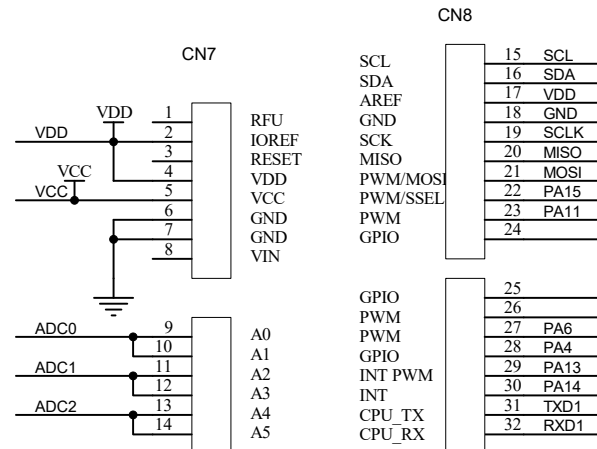 CN8
CN7
VDD
VDD
VCC
VCC
1 RFU
2 IOREF
3 RESET
4 VDD
5 VCC
6 GND
7 GND
8 VIN
ADC0
ADC1
ADC2
9 A0
10 A1
11 A2
12 A3
13 A4
14 A5
SCL 15 SCL
SDA 16 SDA
AREF 17 VDD
GND 18 GND
SCK 19 SCLK
MISO 20 MISO
PWM/MOSI 21 MOSI
PWM/SSEL 22 PA15
PWM 23 PA11
GPIO 24
GPIO 25
PWM 26
PWM 27 PA6
GPIO 28 PA4
INT PWM 29 PA13
INT 30 PA14
CPU_TX 31 TXD1
CPU_RX 32 RXD1